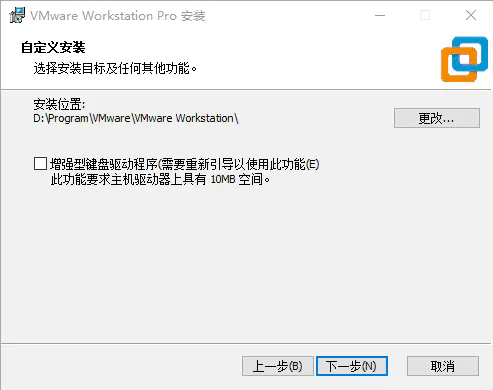 VMware Workstation Pro 安装
自定义安装
选择安装目标及任何其他功能。
安装位置:
D:\Program\VMware\VMware Workstation\
更改...
增强型键盘驱动程序(需要重新引导以使用此功能(E)
此功能要求主机驱动器上具有 10MB 空间。
上一步(B) 下一步(N) 取消